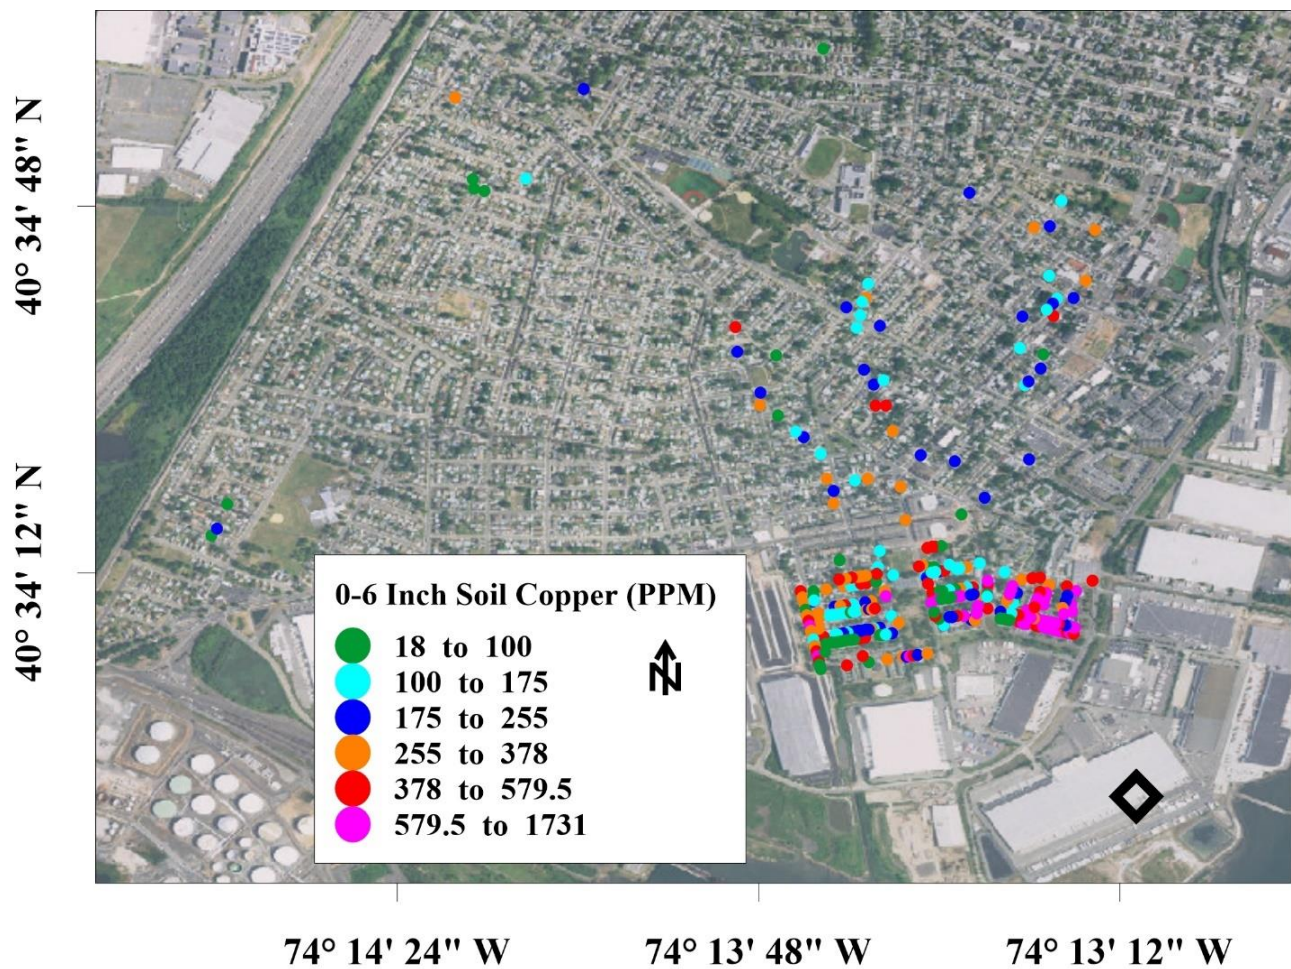 40° 34' 48" N
40° 34' 12" N
0-6 Inch Soil Copper (PPM)
18 to 100
100 to 175
175 to 255
255 to 378
378 to 579.5
579.5 to 1731
N
74° 14' 24" W 74° 13' 48" W 74° 13' 12" W